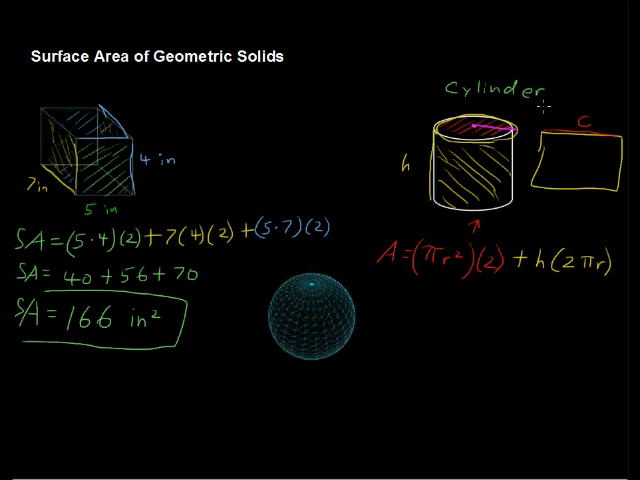 Surface Area of Geometric Solids
Cylinder
C
4 in
h
7in
5 in
SA=(5·4)(2)+7(4)(2)+(5·7)(2)
A=(πr²)(2)+h(2πr)
SA=40+56+70
SA=166 in²